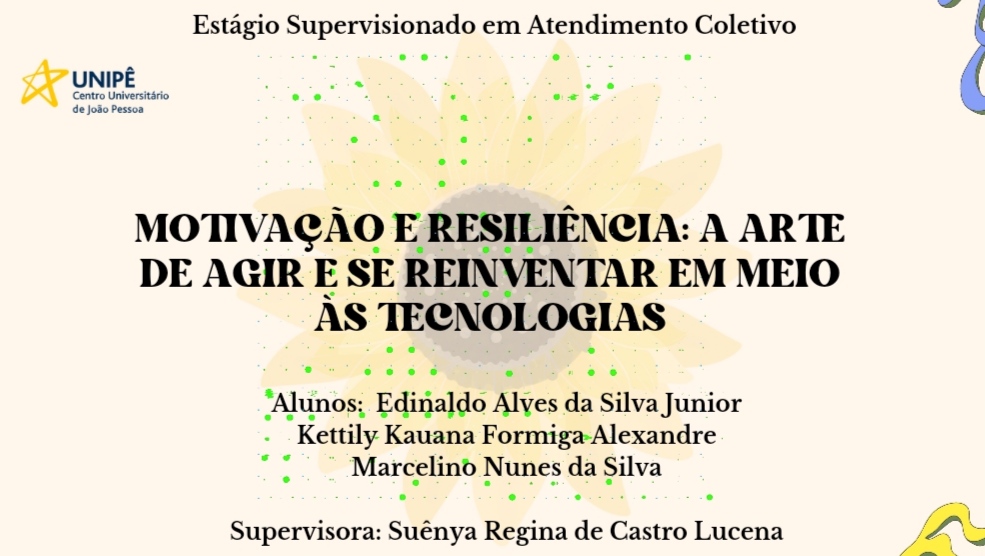 Estágio Supervisionado em Atendimento Coletivo
UNIPÊ
Centro Universitário
de João Pessoa
MOTIVAÇÃO E RESILIÊNCIA: A ARTE
DE AGIR E SE REINVENTAR EM MEIO
ÀS TECNOLOGIAS
Alunos: Edinaldo Alves da Silva Junior
Kettily Kauana Formiga Alexandre
Marcelino Nunes da Silva
Supervisora: Suênya Regina de Castro Lucena